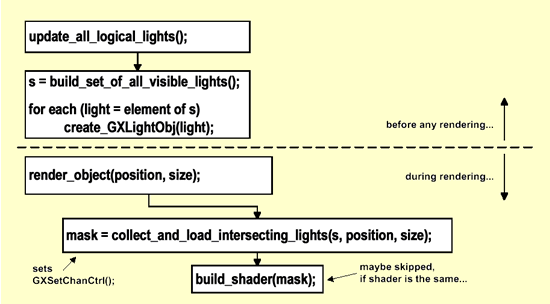 update_all_logical_lights();
s = build_set_of_all_visible_lights();
for each (light = element of s)
create_GXLightObj(light);
before any rendering...
render_object(position, size);
during rendering...
mask = collect_and_load_intersecting_lights(s, position, size);
sets
GXSetChanCtrl();
build_shader(mask);
maybe skipped,
if shader is the same...